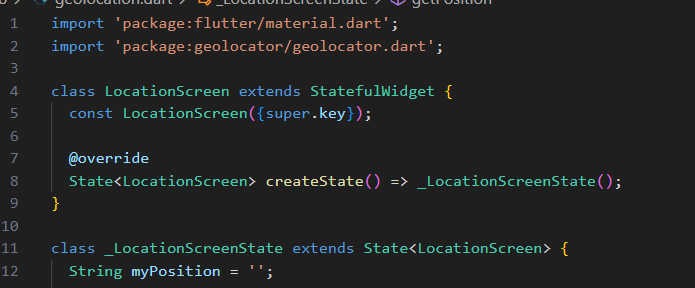 geolocation.dart > _LocationScreenState > getPosition
1 import 'package:flutter/material.dart';
2 import 'package:geolocator/geolocator.dart';
3
4 class LocationScreen extends StatefulWidget {
5   const LocationScreen({super.key});
6
7   @override
8   State<LocationScreen> createState() => _LocationScreenState();
9 }
10
11 class _LocationScreenState extends State<LocationScreen> {
12   String myPosition = '';